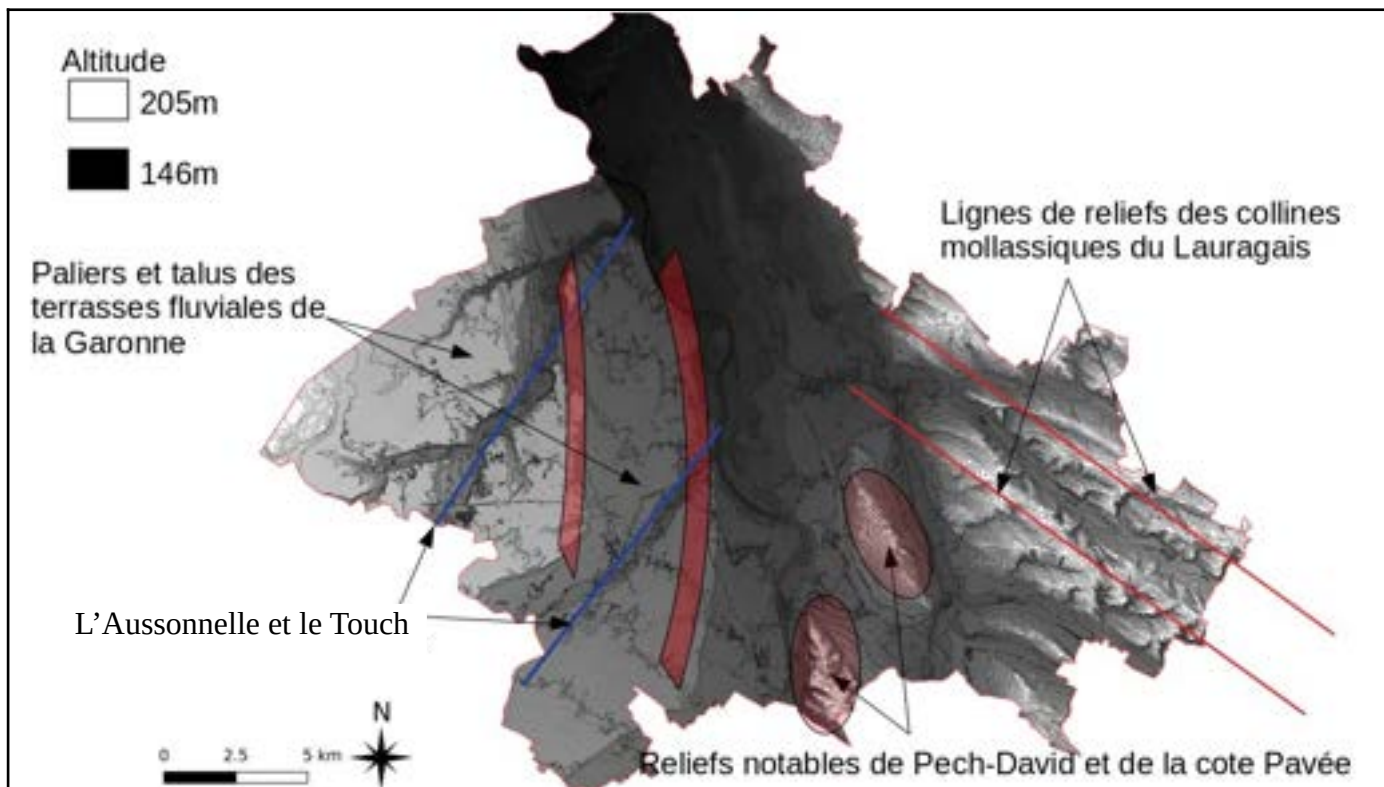 Altitude
205m
146m
Paliers et talus des
terrasses fluviales de
la Garonne
Lignes de reliefs des collines
mollassiques du Lauragais
L’Aussonnelle et le Touch
N
0 2.5 5 km
Reliefs notables de Pech-David et de la cote Pavée